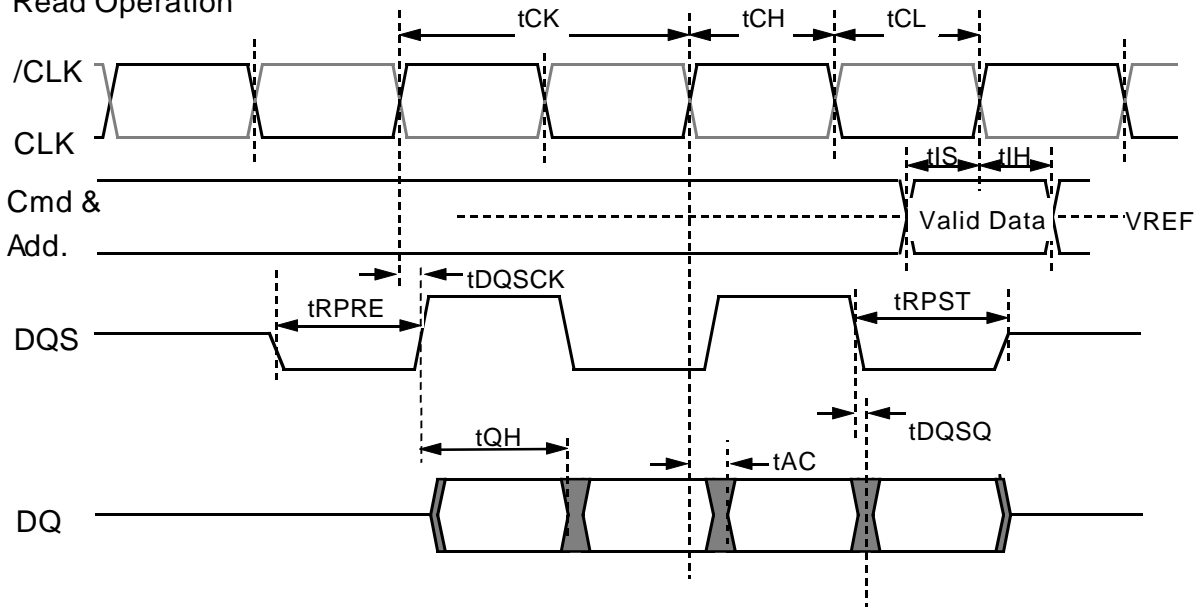 Read Operation
tCK
tCH
tCL
/CLK
CLK
tIS
tIH
Cmd &
Add.
Valid Data
VREF
tDQSCK
tRPRE
tRPST
DQS
tDQSQ
tQH
tAC
DQ